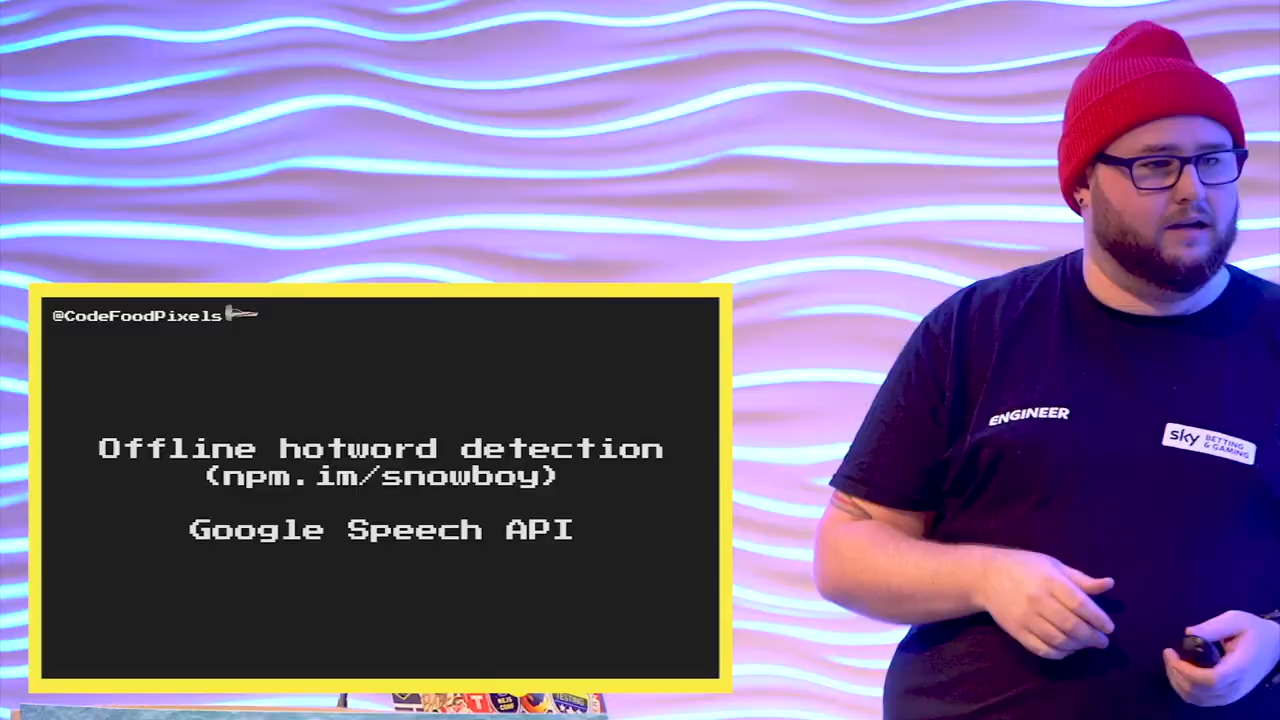 @CodeFoodPixels
Offline hotword detection
(npm.im/snowboy)
Google Speech API
ENGINEER
sky BETTING
& GAMING